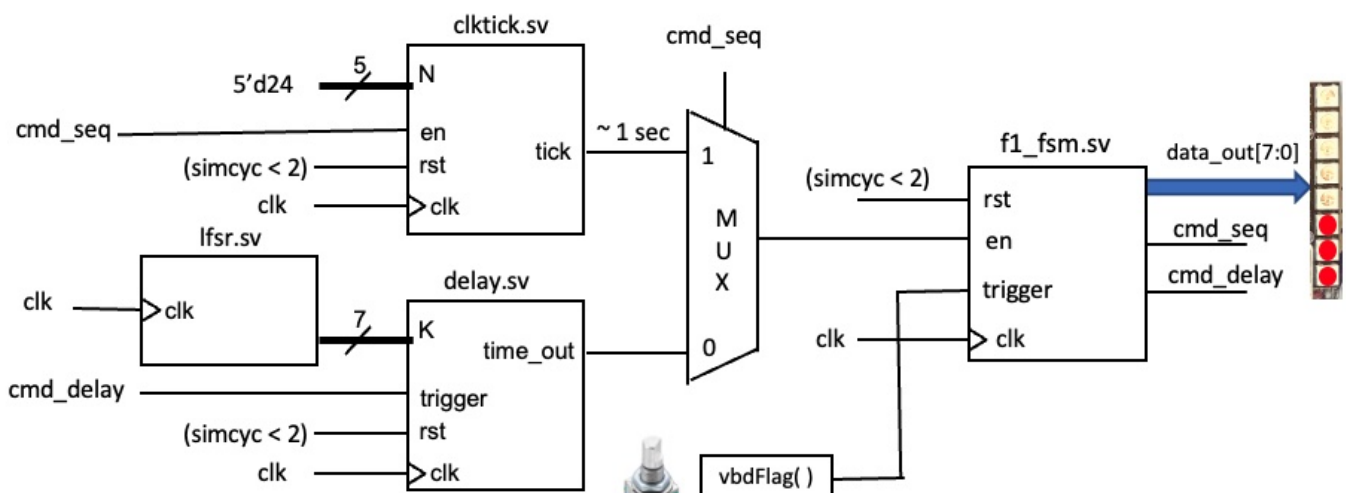 clktick.sv
cmd_seq
5'd24
5
N
cmd_seq
en
(simcyc < 2)
rst
tick
~ 1 sec
clk
clk
1
M
U
X
0
lfsr.sv
clk
clk
7
delay.sv
K
time_out
cmd_delay
trigger
(simcyc < 2)
rst
clk
clk
f1_fsm.sv
(simcyc < 2)
rst
en
trigger
clk
clk
data_out[7:0]
cmd_seq
cmd_delay
vbdFlag( )